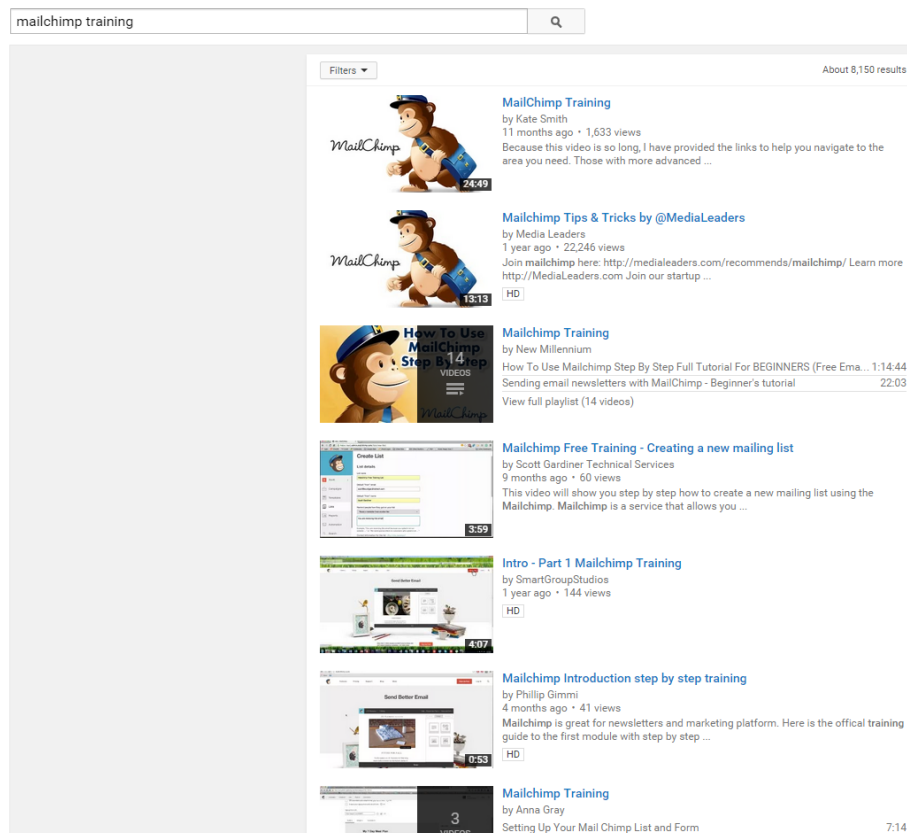 mailchimp training
Filters
About 8,150 results
MailChimp
24:49
MailChimp Training
by Kate Smith
11 months ago • 1,633 views
Because this video is so long, I have provided the links to help you navigate to the
area you need. Those with more advanced ...
MailChimp
13:13
Mailchimp Tips & Tricks by @MediaLeaders
by Media Leaders
1 year ago • 22,246 views
Join mailchimp here: http://medialeaders.com/recommends/mailchimp/ Learn more
http://MediaLeaders.com Join our startup ...
HD
How To Use
MailChimp
Step By Step
14
VIDEOS
MailChimp
Mailchimp Training
by New Millennium
How To Use Mailchimp Step By Step Full Tutorial For BEGINNERS (Free Ema... 1:14:44
Sending email newsletters with MailChimp - Beginner's tutorial 22:03
View full playlist (14 videos)
Create List
List details
3:59
Mailchimp Free Training - Creating a new mailing list
by Scott Gardiner Technical Services
9 months ago • 60 views
This video will show you step by step how to create a new mailing list using the
Mailchimp. Mailchimp is a service that allows you ...
Send Better Email
4:07
Intro - Part 1 Mailchimp Training
by SmartGroupStudios
1 year ago • 144 views
HD
Send Better Email
0:53
Mailchimp Introduction step by step training
by Phillip Gimmi
4 months ago • 41 views
Mailchimp is great for newsletters and marketing platform. Here is the offical training
guide to the first module with step by step ...
HD
3
VIDEOS
Mailchimp Training
by Anna Gray
Setting Up Your Mail Chimp List and Form 7:14